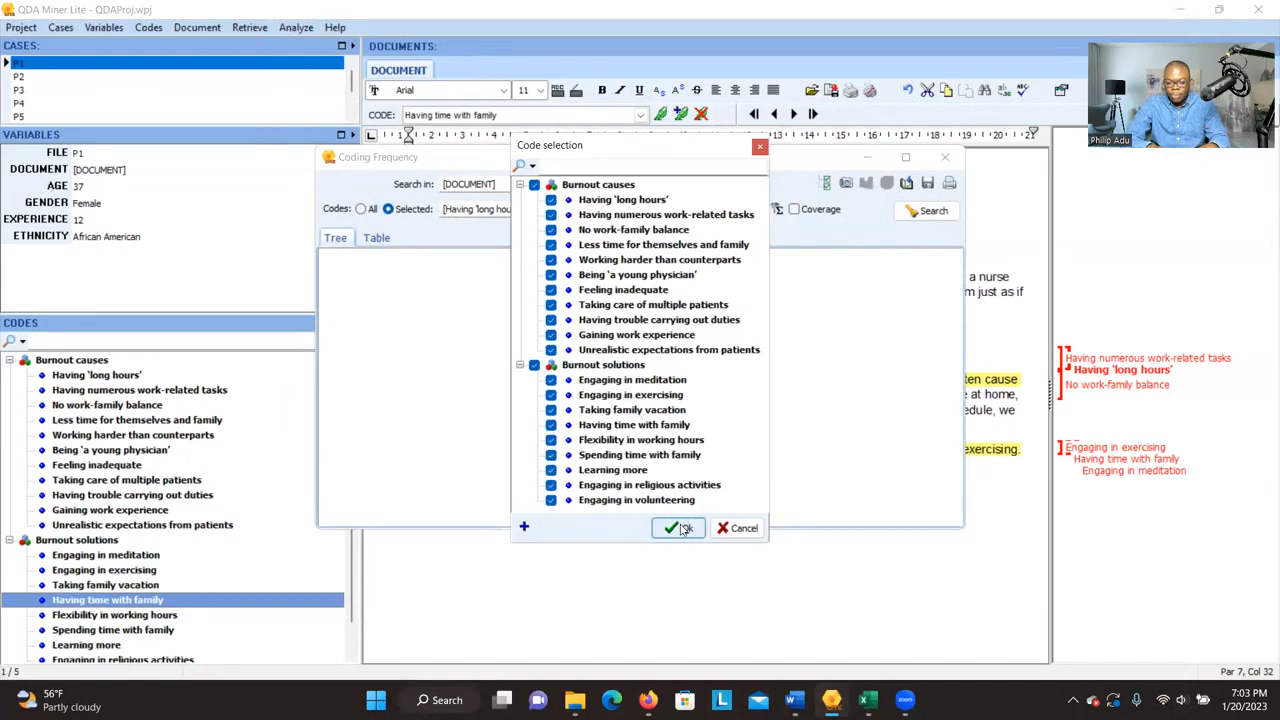 QDA Miner Lite - QDAProj.wpj
Project Cases Variables Codes Document Retrieve Analyze Help
CASES:
P1
P2
P3
P4
P5
VARIABLES
FILE P1
DOCUMENT [DOCUMENT]
AGE 37
GENDER Female
EXPERIENCE 12
ETHNICITY African American
CODES
Burnout causes
Having 'long hours'
Having numerous work-related tasks
No work-family balance
Less time for themselves and family
Working harder than counterparts
Being 'a young physician'
Feeling inadequate
Taking care of multiple patients
Having trouble carrying out duties
Gaining work experience
Unrealistic expectations from patients
Burnout solutions
Engaging in meditation
Engaging in exercising
Taking family vacation
Having time with family
Flexibility in working hours
Spending time with family
Learning more
Engaging in religious activities
DOCUMENTS:
DOCUMENT
Arial 11 B I U
CODE: Having time with family
Coding Frequency
Search in: [DOCUMENT]
Codes: All Selected: [Having 'long hou
Coverage
Search
Tree Table
Code selection
Burnout causes
Having 'long hours'
Having numerous work-related tasks
No work-family balance
Less time for themselves and family
Working harder than counterparts
Being 'a young physician'
Feeling inadequate
Taking care of multiple patients
Having trouble carrying out duties
Gaining work experience
Unrealistic expectations from patients
Burnout solutions
Engaging in meditation
Engaging in exercising
Taking family vacation
Having time with family
Flexibility in working hours
Spending time with family
Learning more
Engaging in religious activities
Engaging in volunteering
Ok Cancel
a nurse
m just as if
ten cause
e at home,
hedule, we
exercising.
Having numerous work-related tasks
Having 'long hours'
No work-family balance
Engaging in exercising
Having time with family
Engaging in meditation
Philip Adu
1 / 5
Par 7, Col 32
56°F
Partly cloudy
Search
7:03 PM
1/20/2023